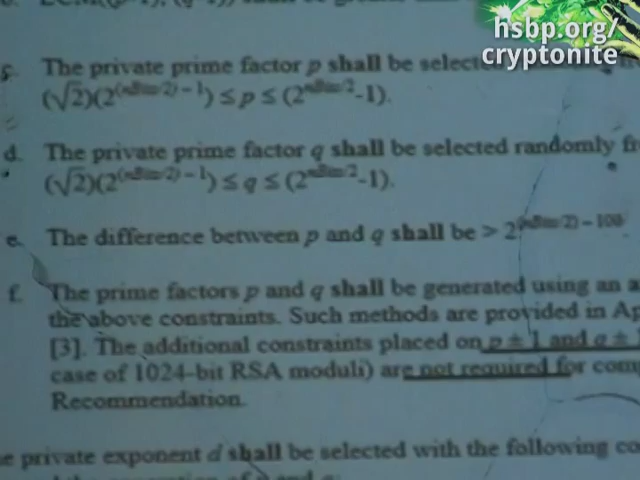 hsbp.org/
cryptonite
c. The private prime factor p shall be selected
(√2)(2^(nBits/2) – 1) ≤ p ≤ (2^nBits/2 -1).
d. The private prime factor q shall be selected randomly fr
(√2)(2^(nBits/2) – 1) ≤ q ≤ (2^nBits/2 -1).
e. The difference between p and q shall be > 2^(nBits/2) – 100
f. The prime factors p and q shall be generated using an a
the above constraints. Such methods are provided in Ap
[3]. The additional constraints placed on p ± 1 and q ± 1
case of 1024-bit RSA moduli) are not required for com
Recommendation.
e private exponent d shall be selected with the following co